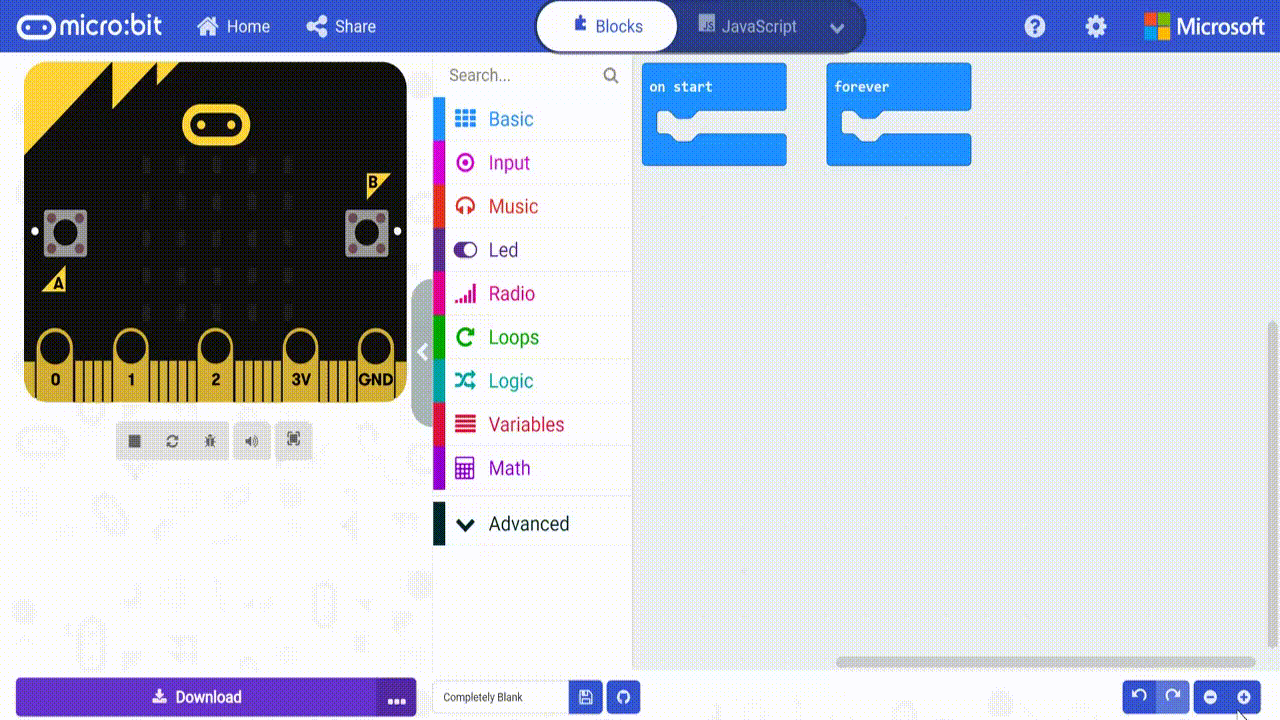 micro:bit
Home
Share
Blocks
JS JavaScript
?
Microsoft
Search...
on start
forever
Basic
B
Input
Music
Led
A
Radio
Loops
0 1 2 3V GND
Logic
Variables
Math
Advanced
Download
...
Completely Blank